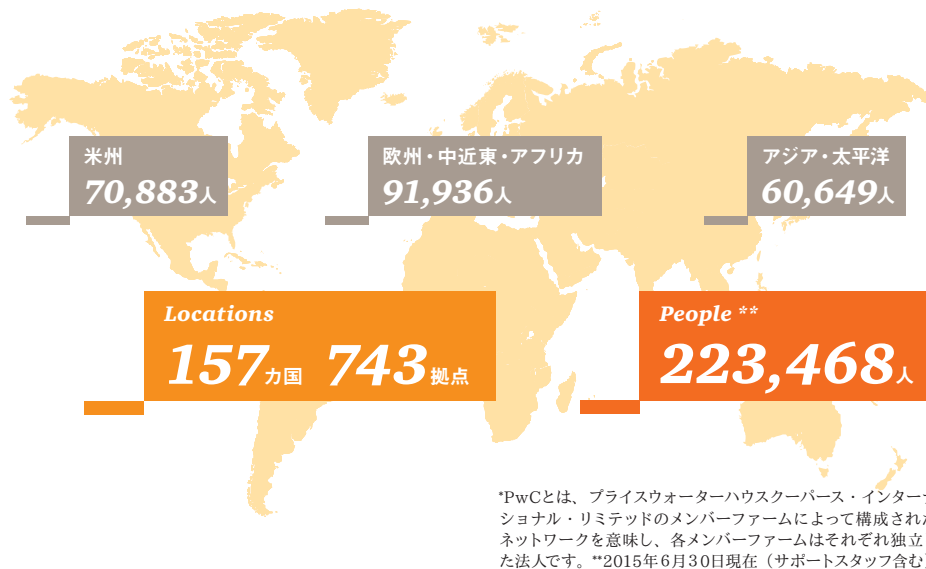 米州
70,883人
欧州・中近東・アフリカ
91,936人
アジア・太平洋
60,649人
Locations
157カ国 743拠点
People **
223,468人
*PwCとは、プライスウォーターハウスクーパース・インターナ
ショナル・リミテッドのメンバーファームによって構成された
ネットワークを意味し、各メンバーファームはそれぞれ独立
た法人です。**2015年6月30日現在（サポートスタッフ含む）